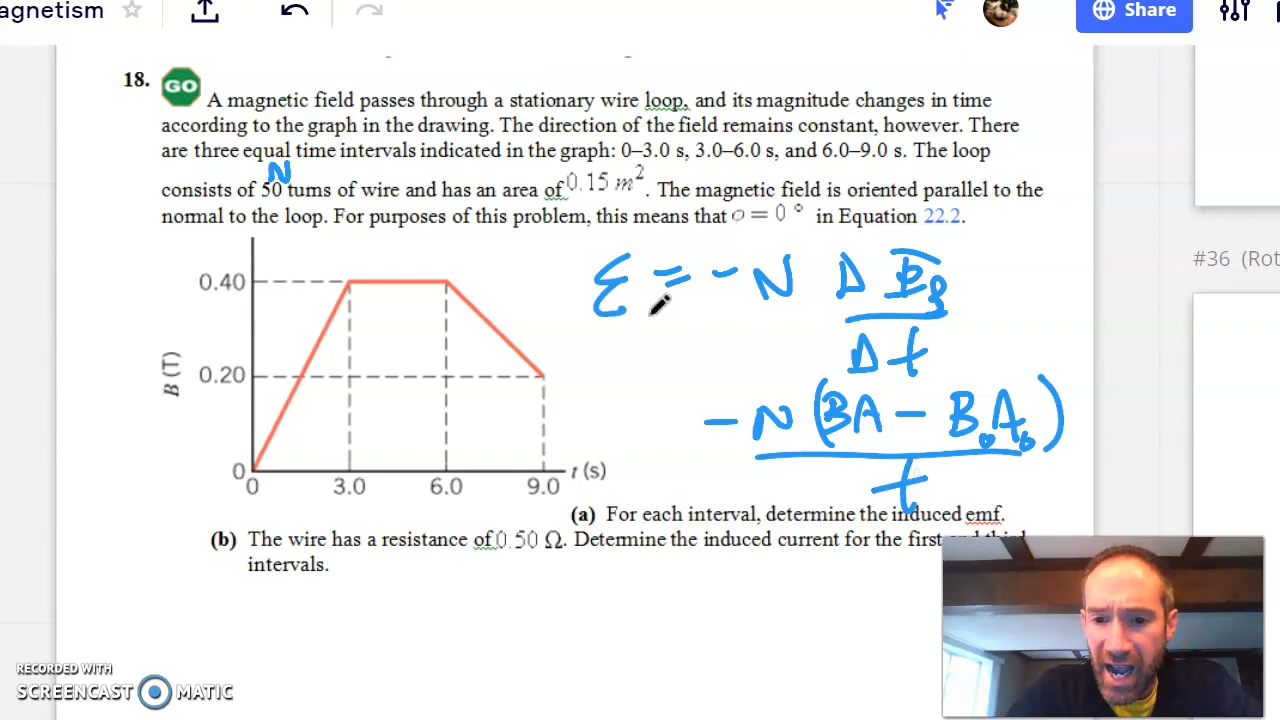 agnetism
Share
18. GO A magnetic field passes through a stationary wire loop, and its magnitude changes in time
according to the graph in the drawing. The direction of the field remains constant, however. There
are three equal time intervals indicated in the graph: 0–3.0 s, 3.0–6.0 s, and 6.0–9.0 s. The loop
N
consists of 50 turns of wire and has an area of 0.15 m². The magnetic field is oriented parallel to the
normal to the loop. For purposes of this problem, this means that φ = 0° in Equation 22.2.
#36 (Rot
0.40
0.20
0
B (T)
0 3.0 6.0 9.0 t (s)
Ɛ = - N Δ Φ
Δ t
- N (BA - B₀A₀)
t
(a) For each interval, determine the induced emf.
(b) The wire has a resistance of 0.50 Ω. Determine the induced current for the first and third
intervals.
RECORDED WITH
SCREENCAST MATIC